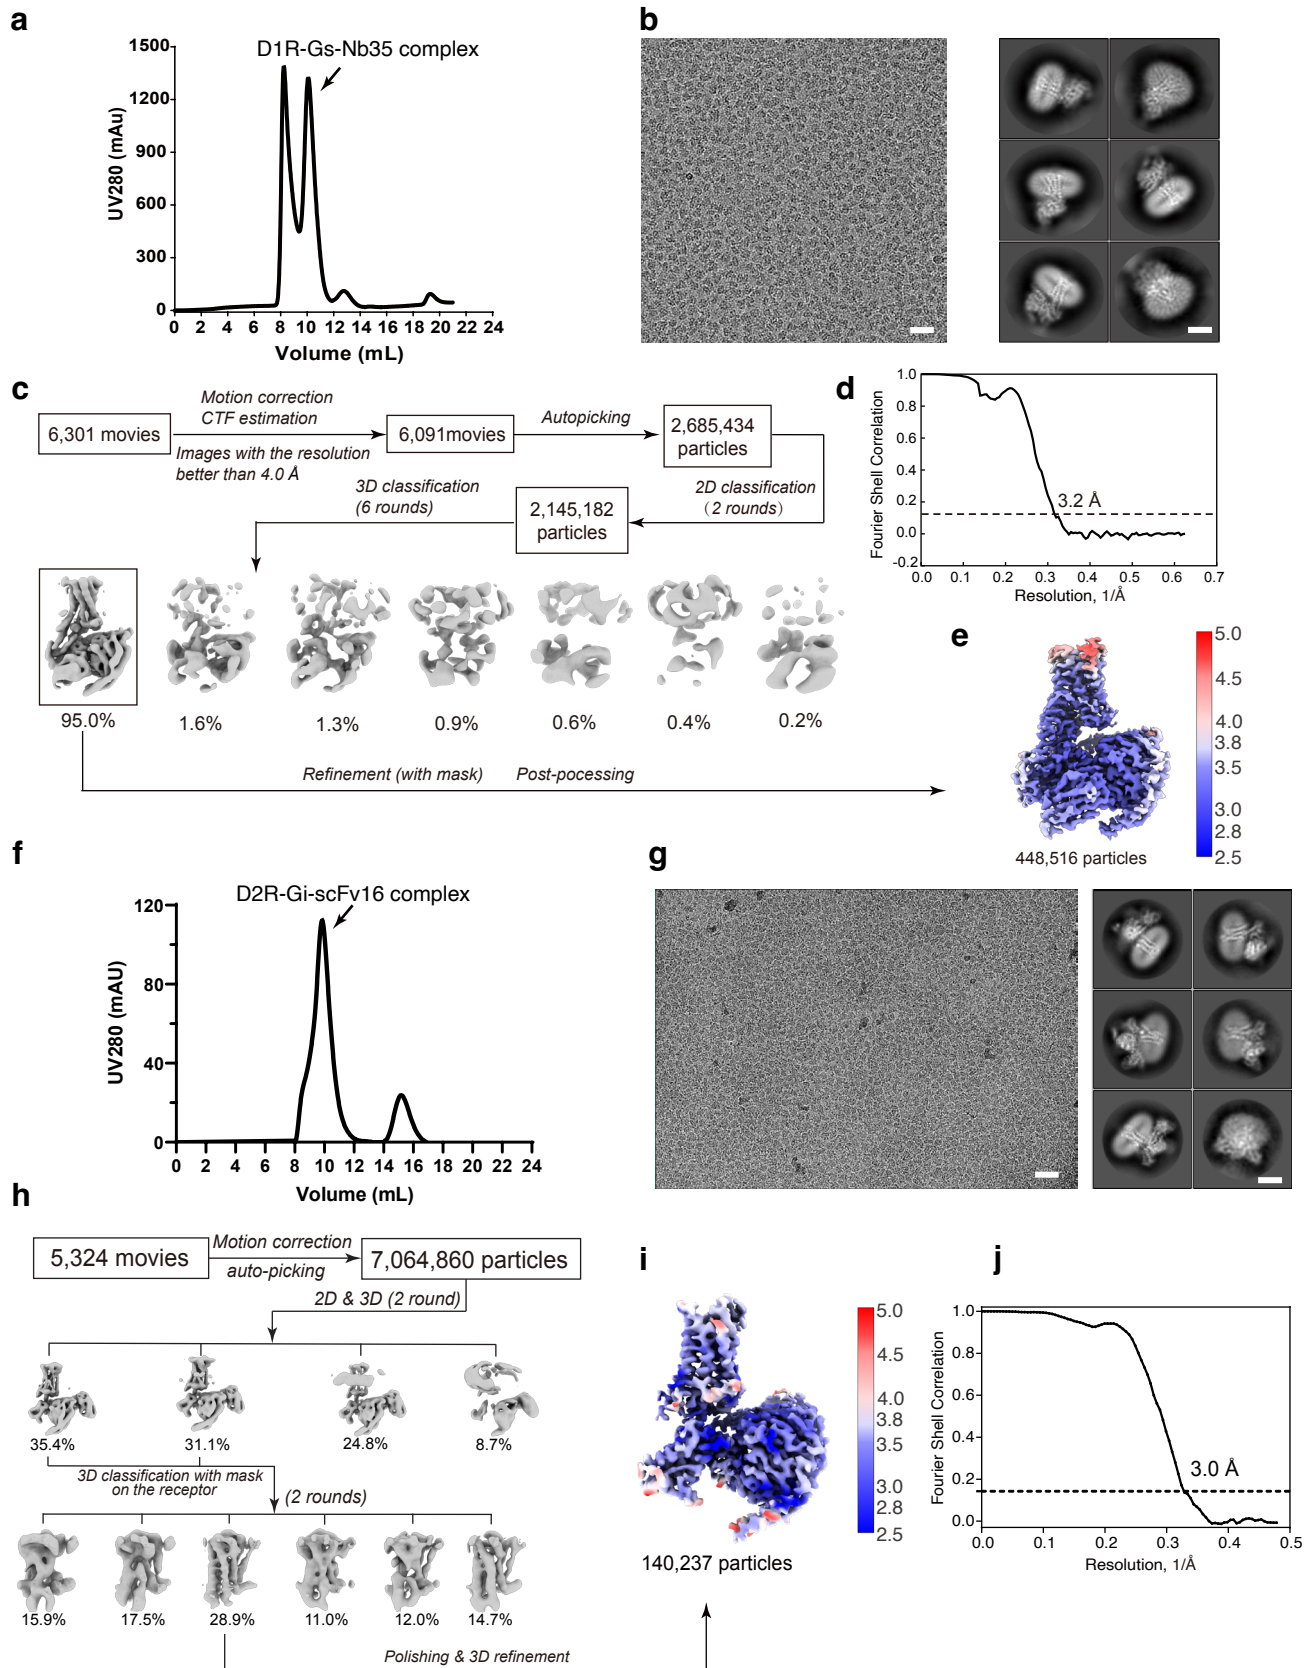 a
D1R-Gs-Nb35 complex
1500
1200
900
600
300
0
UV280 (mAu)
0 2 4 6 8 10 12 14 16 18 20 22 24
Volume (mL)
b
c
6,301 movies
Motion correction
CTF estimation
Images with the resolution
better than 4.0 Å
6,091movies
Autopicking
2,685,434
particles
2D classification
(2 rounds)
2,145,182
particles
3D classification
(6 rounds)
95.0% 1.6% 1.3% 0.9% 0.6% 0.4% 0.2%
Refinement (with mask) Post-pocessing
d
1.0
0.8
0.6
0.4
0.2
0.0
-0.2
Fourier Shell Correlation
3.2 Å
0.0 0.1 0.2 0.3 0.4 0.5 0.6 0.7
Resolution, 1/Å
e
5.0
4.5
4.0
3.8
3.5
3.0
2.8
2.5
448,516 particles
f
D2R-Gi-scFv16 complex
120
80
40
0
UV280 (mAU)
0 2 4 6 8 10 12 14 16 18 20 22 24
Volume (mL)
g
h
5,324 movies
Motion correction
auto-picking
7,064,860 particles
2D & 3D (2 round)
35.4% 31.1% 24.8% 8.7%
3D classification with mask
on the receptor
(2 rounds)
15.9% 17.5% 28.9% 11.0% 12.0% 14.7%
Polishing & 3D refinement
i
5.0
4.5
4.0
3.8
3.5
3.0
2.8
2.5
140,237 particles
j
1.0
0.8
0.6
0.4
0.2
0.0
Fourier Shell Correlation
3.0 Å
0.0 0.1 0.2 0.3 0.4 0.5
Resolution, 1/Å